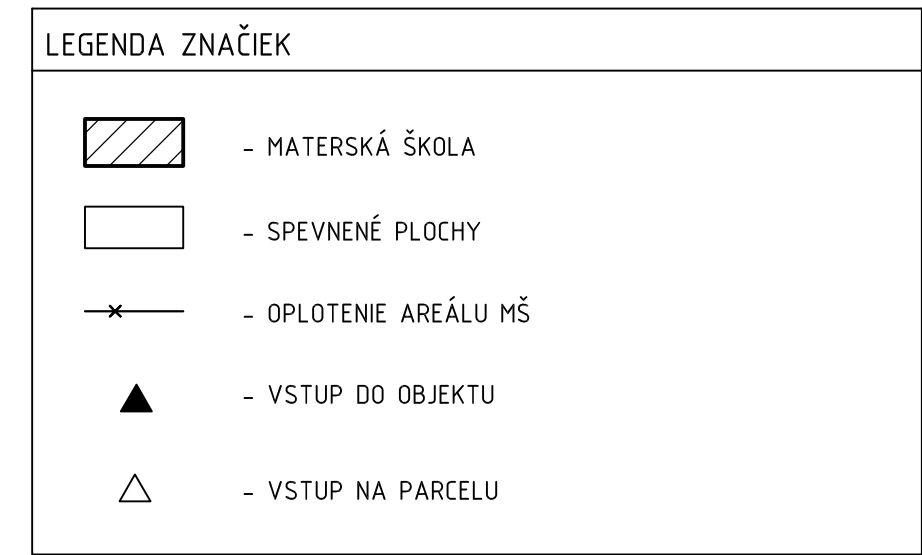 LEGENDA ZNAČIEK
- MATERSKÁ ŠKOLA
- SPEVNENÉ PLOCHY
- OPLOTENIE AREÁLU MŠ
- VSTUP DO OBJEKTU
- VSTUP NA PARCELU